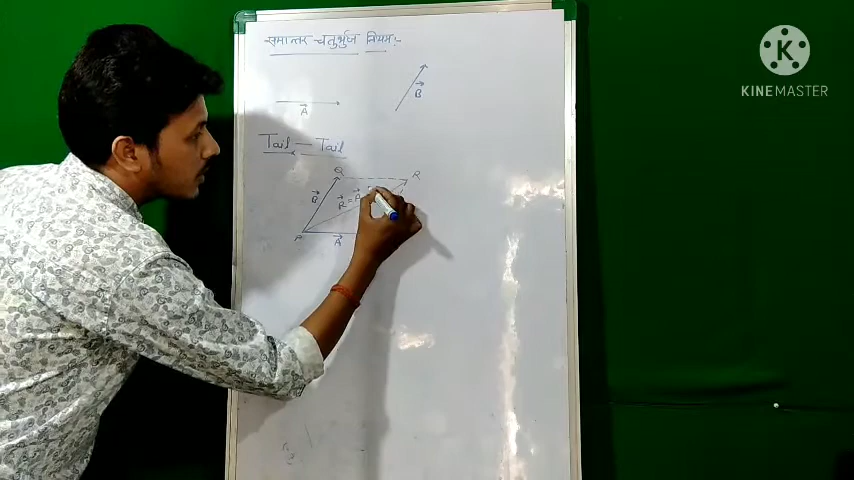 समान्तर चतुर्भुज नियम :-
B
A
Tail — Tail
Q R
B R = A
P A
KINEMASTER